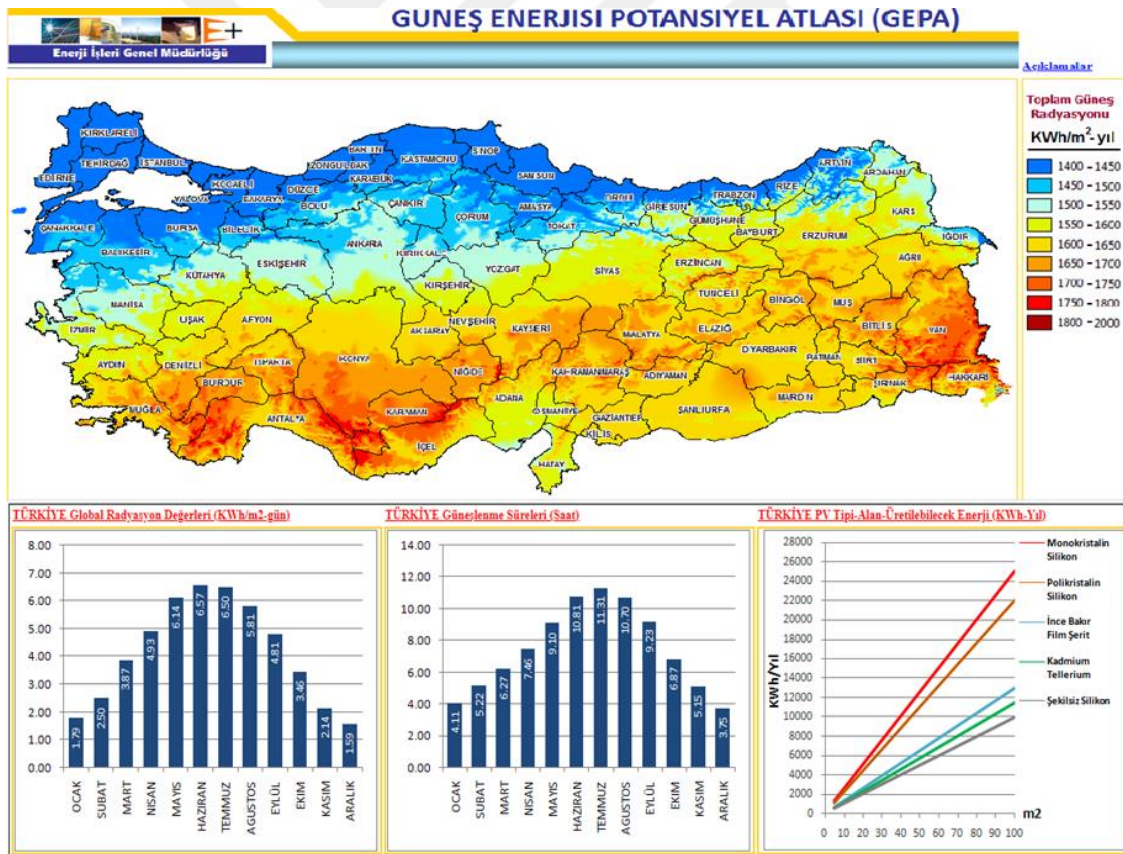 GUNEŞ ENERJISI POTANSIYEL ATLASI (GEPA)
E+
Enerji İşleri Genel Müdürlüğü
Açıklamalar
Toplam Güneş
Radyasyonu
KWh/m²-yıl
1400 - 1450
1450 - 1500
1500 - 1550
1550 - 1600
1600 - 1650
1650 - 1700
1700 - 1750
1750 - 1800
1800 - 2000
KIRKLARELİ
TEKİRDAĞ
İSTANBUL
EDİRNE
KOCAELİ
YALOVA
SAKARYA
DÜZCE
BOLU
ZONGULDAK
BARTIN
KARABÜK
KASTAMONU
SİNOP
SAMSUN
ÇANKIRI
ÇORUM
AMASYA
TOKAT
ORDU
GİRESUN
TRABZON
RİZE
ARTVİN
ARDAHAN
GÜMÜŞHANE
BAYBURT
KARS
IĞDIR
ERZURUM
AĞRI
ÇANAKKALE
BURSA
BİLECİK
BALIKESİR
KÜTAHYA
ESKİŞEHİR
ANKARA
KIRIKKALE
YOZGAT
SİVAS
ERZİNCAN
KIRŞEHİR
MANİSA
İZMİR
UŞAK
AFYON
AKSARAY
NEVŞEHİR
KAYSERİ
MALATYA
TUNCELİ
ELAZIĞ
BİNGÖL
MUŞ
BİTLİS
VAN
AYDIN
DENİZLİ
ISPARTA
BURDUR
KONYA
NİĞDE
KAHRAMANMARAŞ
ADIYAMAN
DİYARBAKIR
BATMAN
SİİRT
ŞIRNAK
HAKKARİ
MUĞLA
ANTALYA
KARAMAN
İÇEL
ADANA
OSMANİYE
GAZİANTEP
KİLİS
ŞANLIURFA
MARDİN
HATAY
TÜRKİYE Global Radyasyon Değerleri (KWh/m2-gün)
8.00
7.00
6.00
5.00
4.00
3.00
2.00
1.00
0.00
1.79
2.50
3.87
4.93
6.14
6.57
6.50
5.81
4.81
3.46
2.14
1.59
OCAK
SUBAT
MART
NISAN
MAYIS
HAZIRAN
TEMMUZ
AGUSTOS
EYLÜL
EKIM
KASIM
ARALIK
TÜRKİYE Güneşlenme Süreleri (Saat)
14.00
12.00
10.00
8.00
6.00
4.00
2.00
0.00
4.11
5.22
6.27
7.46
9.10
10.81
11.31
10.70
9.23
6.87
5.15
3.75
OCAK
SUBAT
MART
NISAN
MAYIS
HAZIRAN
TEMMUZ
AGUSTOS
EYLÜL
EKIM
KASIM
ARALIK
TÜRKİYE PV Tipi-Alan-Üretilebilecek Enerji (KWh-Yıl)
KWh/Yıl
28000
26000
24000
22000
20000
18000
16000
14000
12000
10000
8000
6000
4000
2000
0
0 10 20 30 40 50 60 70 80 90 100
m2
Monokristalin
Silikon
Polikristalin
Silikon
İnce Bakır
Film Şerit
Kadmium
Tellerium
Şekilsiz Silikon